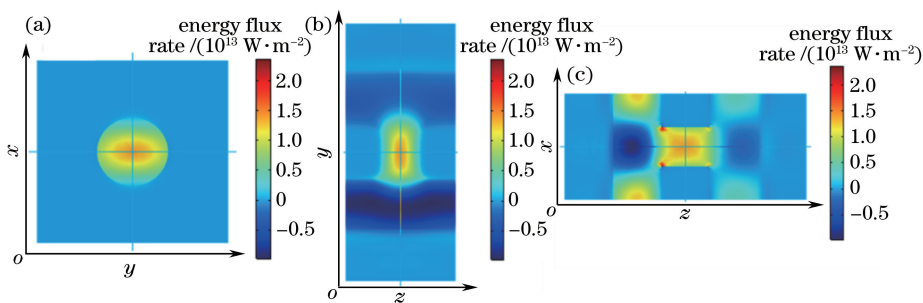 (a)
energy flux
rate /(10¹³ W·m⁻²)
2.0
1.5
1.0
0.5
0
−0.5
x
o
y
(b)
energy flux
rate /(10¹³ W·m⁻²)
2.0
1.5
1.0
0.5
0
−0.5
y
o
z
(c)
energy flux
rate /(10¹³ W·m⁻²)
2.0
1.5
1.0
0.5
0
−0.5
x
o
z